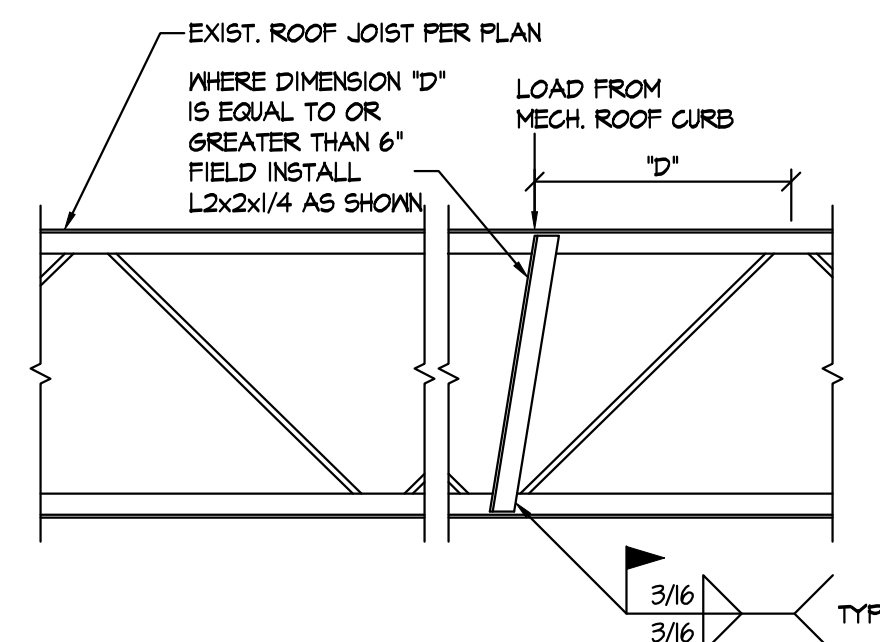 EXIST. ROOF JOIST PER PLAN
WHERE DIMENSION "D"
IS EQUAL TO OR
GREATER THAN 6"
FIELD INSTALL
L2x2x1/4 AS SHOWN
LOAD FROM
MECH. ROOF CURB
"D"
3/16
3/16
TYP